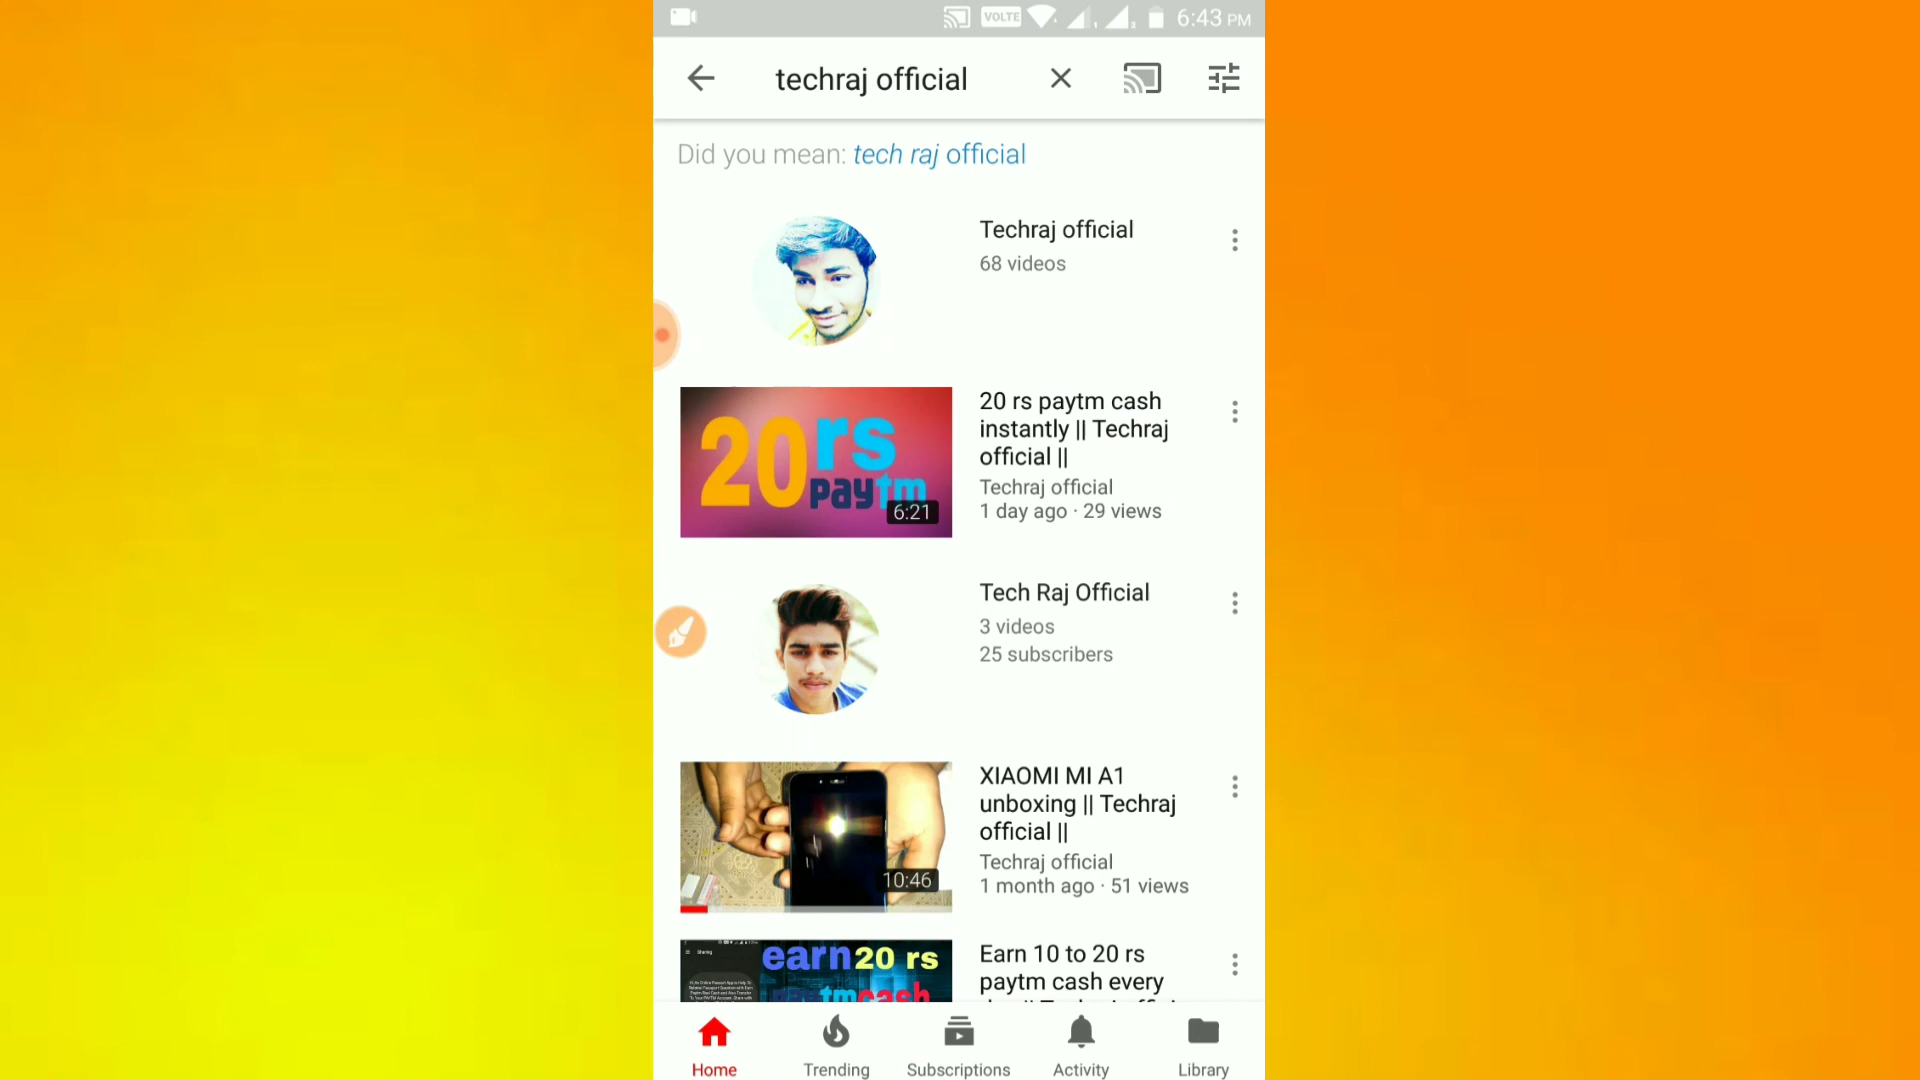 VOLTE 6:43 PM
techraj official
Did you mean: tech raj official
Techraj official
68 videos
20 rs paytm
6:21
20 rs paytm cash
instantly || Techraj
official ||
Techraj official
1 day ago · 29 views
Tech Raj Official
3 videos
25 subscribers
10:46
XIAOMI MI A1
unboxing || Techraj
official ||
Techraj official
1 month ago · 51 views
Sharing
earn 20 rs
paytm cash
Earn 10 to 20 rs
paytm cash every
Home Trending Subscriptions Activity Library